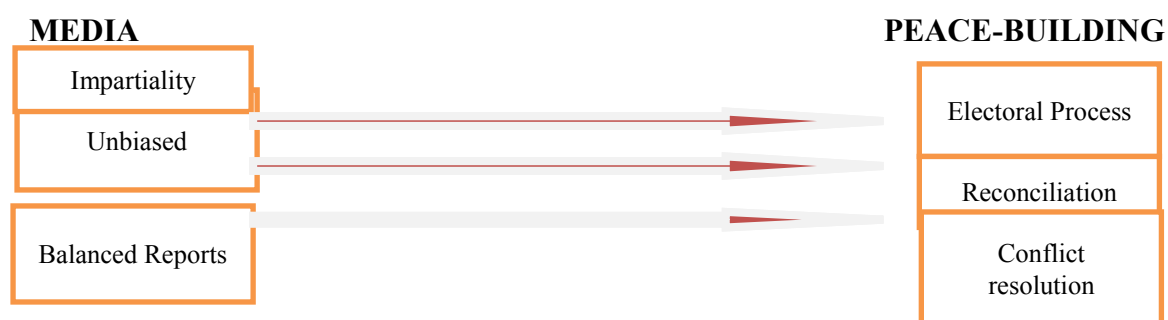 MEDIA
Impartiality
Unbiased
Balanced Reports
PEACE-BUILDING
Electoral Process
Reconciliation
Conflict
resolution